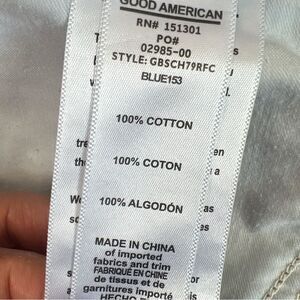 GOOD AMERICAN
RN# 151301
PO#
02985-00
STYLE: GBSCH79RFC
BLUE153
100% COTTON
100% COTON
100% ALGODÓN
MADE IN CHINA
of imported
fabrics and trim
FABRIQUÉ EN CHINE
de tissus et de
garnitures importé
HECHO